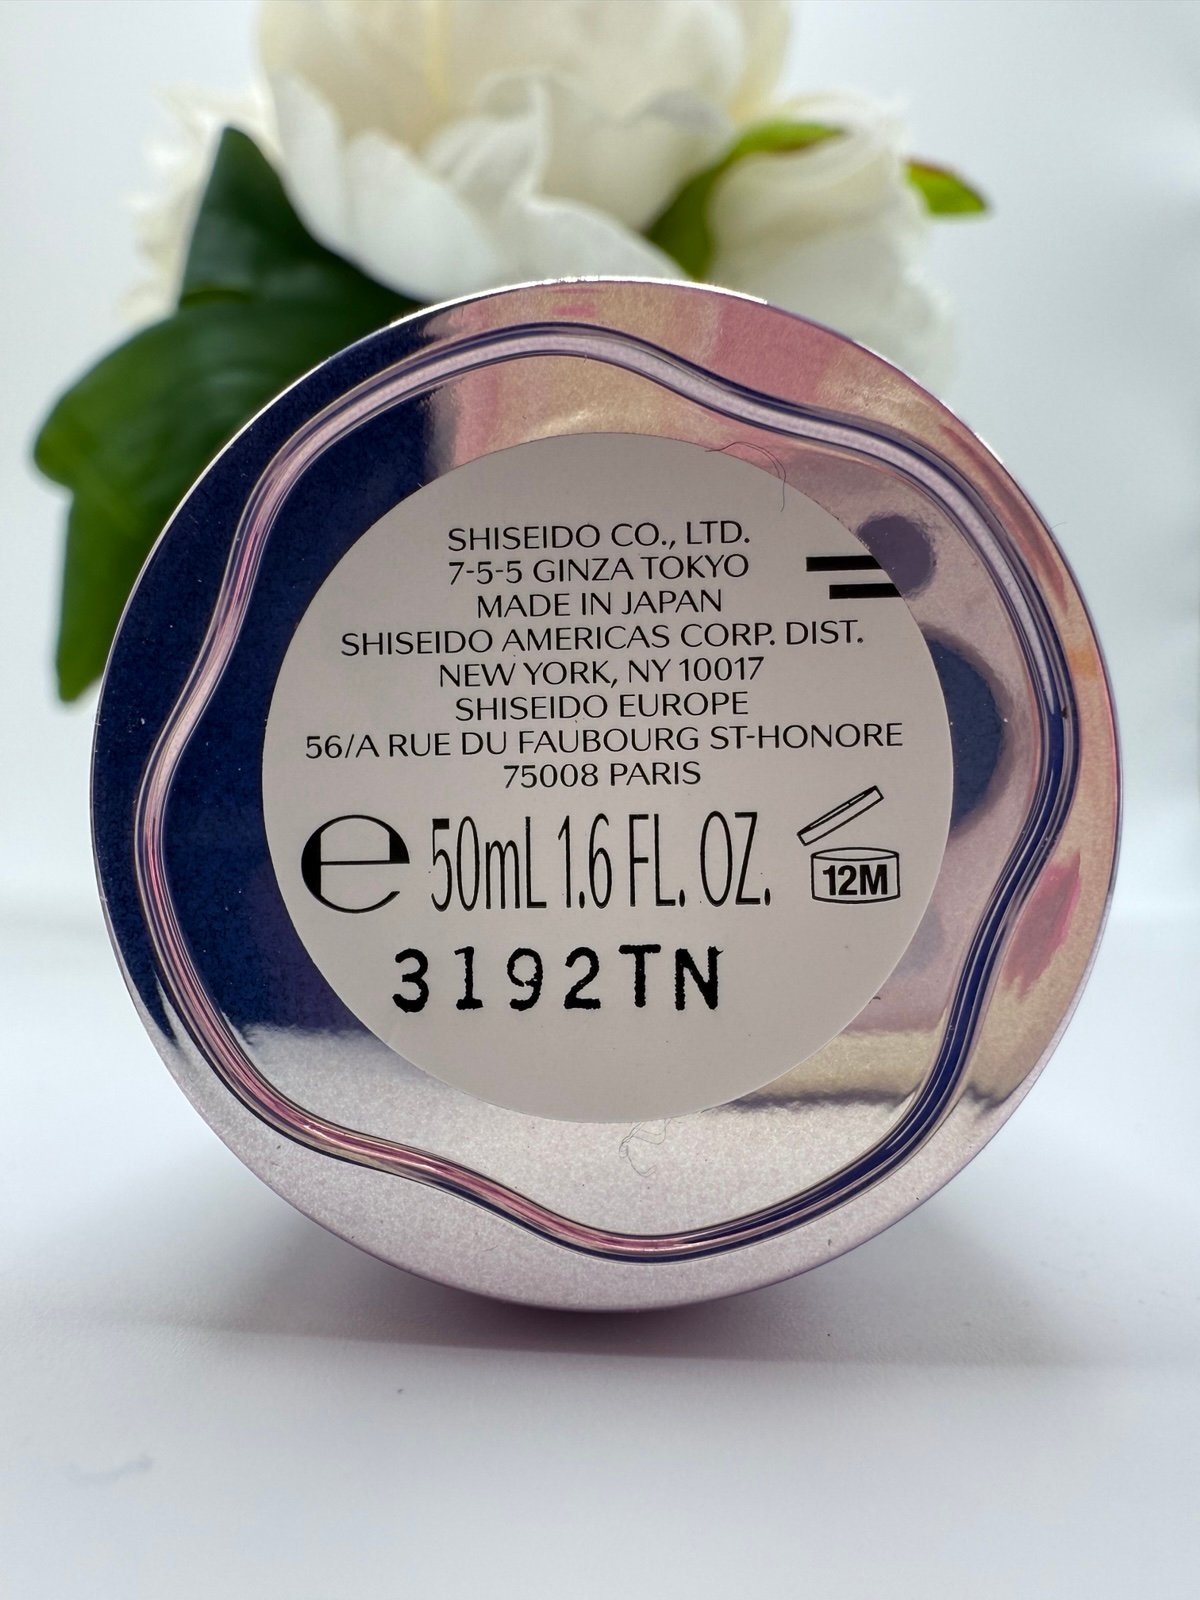 SHISEIDO CO., LTD.
7-5-5 GINZA TOKYO
MADE IN JAPAN
SHISEIDO AMERICAS CORP. DIST.
NEW YORK, NY 10017
SHISEIDO EUROPE
56/A RUE DU FAUBOURG ST-HONORE
75008 PARIS
e 50mL 1.6 FL. OZ.
12M
3192TN